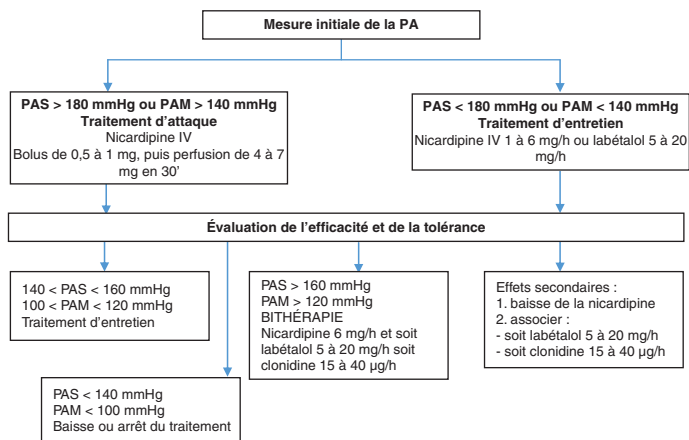 Mesure initiale de la PA
PAS > 180 mmHg ou PAM > 140 mmHg
Traitement d'attaque
Nicardipine IV
Bolus de 0,5 à 1 mg, puis perfusion de 4 à 7
mg en 30'
PAS < 180 mmHg ou PAM < 140 mmHg
Traitement d'entretien
Nicardipine IV 1 à 6 mg/h ou labétalol 5 à 20
mg/h
Évaluation de l'efficacité et de la tolérance
140 < PAS < 160 mmHg
100 < PAM < 120 mmHg
Traitement d'entretien
PAS > 160 mmHg
PAM > 120 mmHg
BITHÉRAPIE
Nicardipine 6 mg/h et soit
labétalol 5 à 20 mg/h soit
clonidine 15 à 40 µg/h
Effets secondaires :
1. baisse de la nicardipine
2. associer :
- soit labétalol 5 à 20 mg/h
- soit clonidine 15 à 40 µg/h
PAS < 140 mmHg
PAM < 100 mmHg
Baisse ou arrêt du traitement